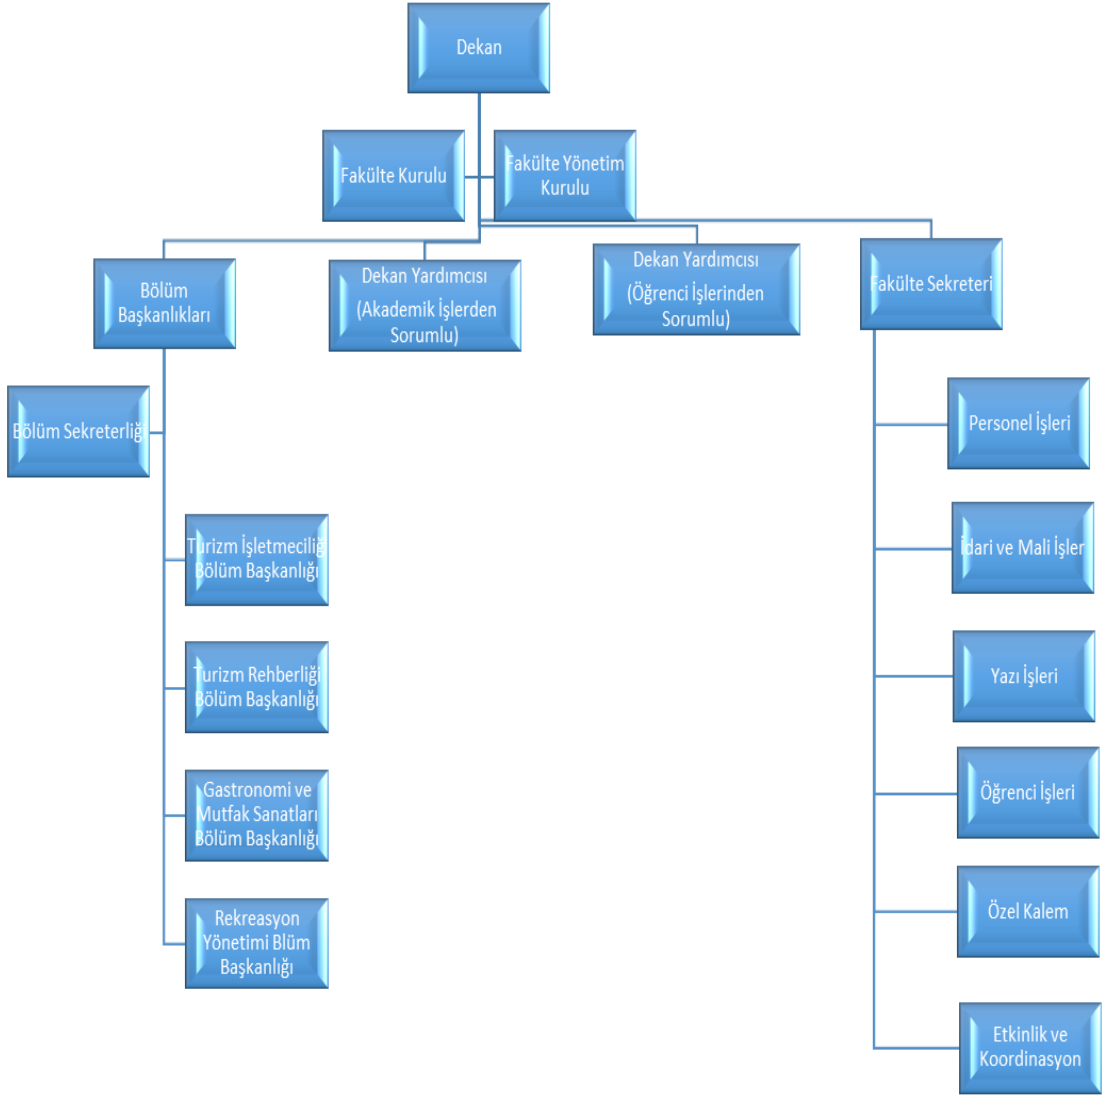 Dekan
Fakülte Kurulu
Fakülte Yönetim
Kurulu
Bölüm
Başkanlıkları
Dekan Yardımcısı
(Akademik İşlerden
Sorumlu)
Dekan Yardımcısı
(Öğrenci İşlerinden
Sorumlu)
Fakülte Sekreteri
Bölüm Sekreterliği
Turizm İşletmeciliği
Bölüm Başkanlığı
Turizm Rehberliği
Bölüm Başkanlığı
Gastronomi ve
Mutfak Sanatları
Bölüm Başkanlığı
Rekreasyon
Yönetimi Blüm
Başkanlığı
Personel İşleri
İdari ve Mali İşler
Yazı İşleri
Öğrenci İşleri
Özel Kalem
Etkinlik ve
Koordinasyon